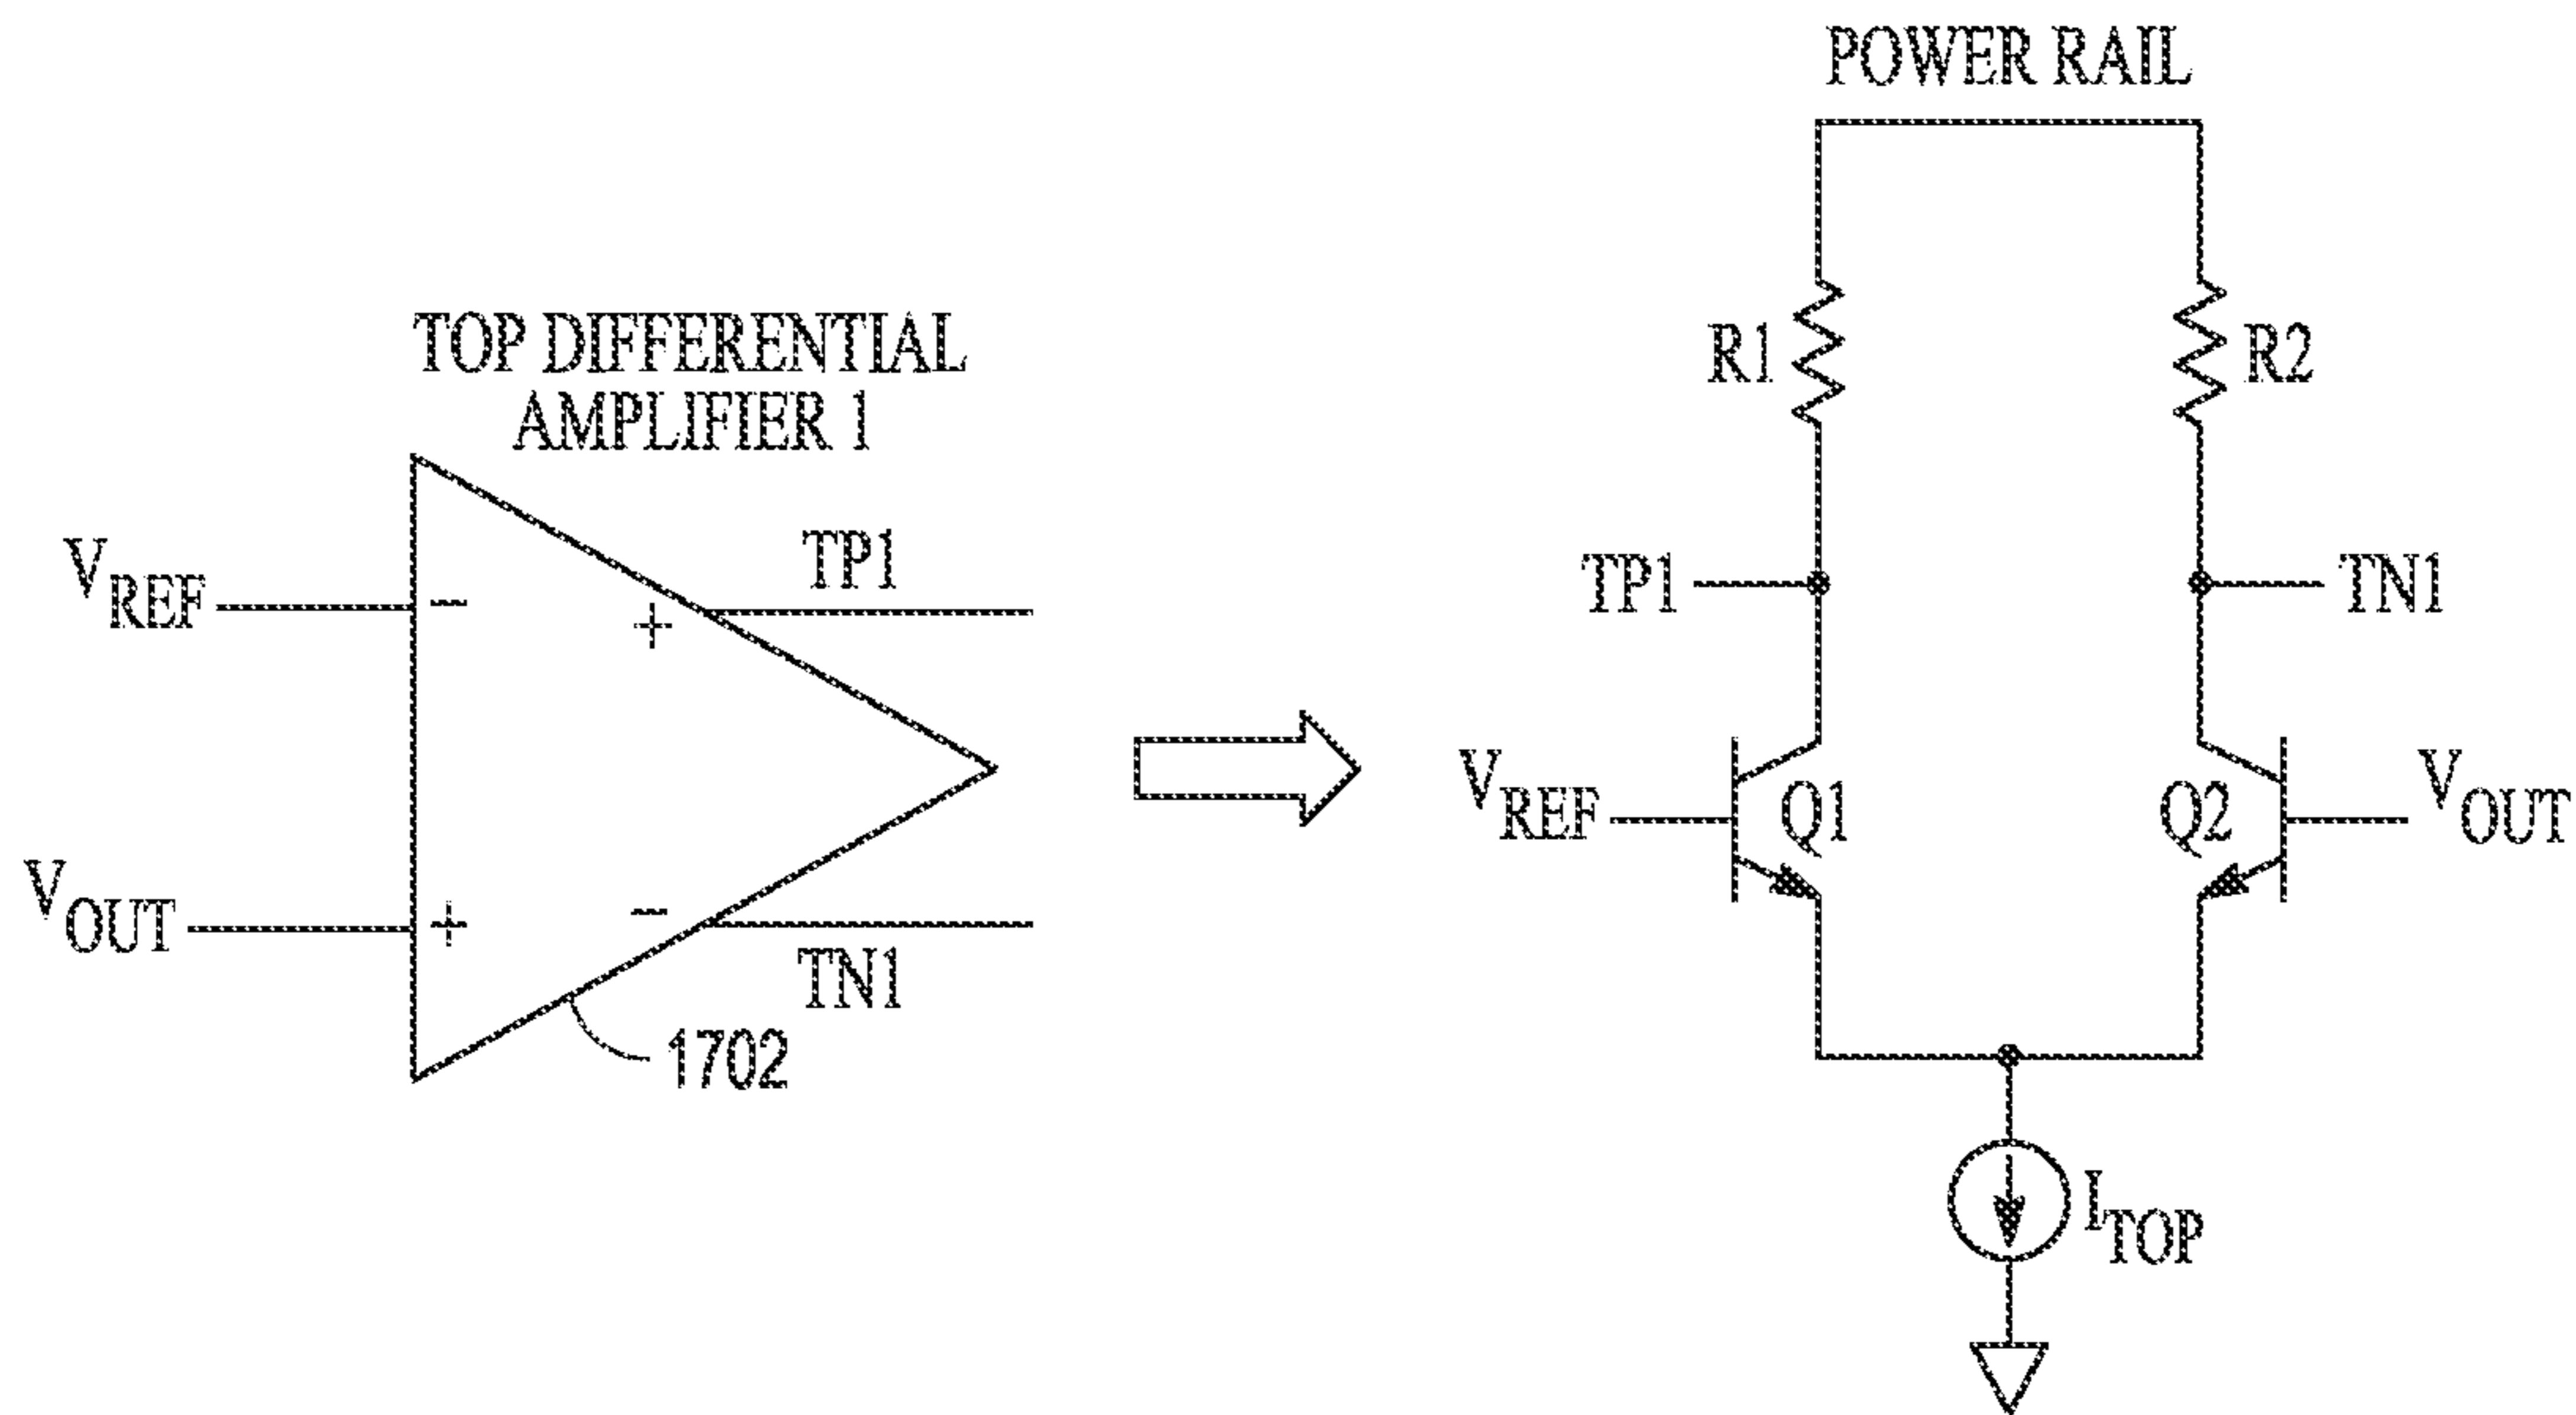 TOP DIFFERENTIAL
AMPLIFIER 1
VREF
−
+
TP1
VOUT
+
−
TN1
1702
POWER RAIL
R1
R2
TP1
TN1
VREF
Q1
Q2
VOUT
ITOP